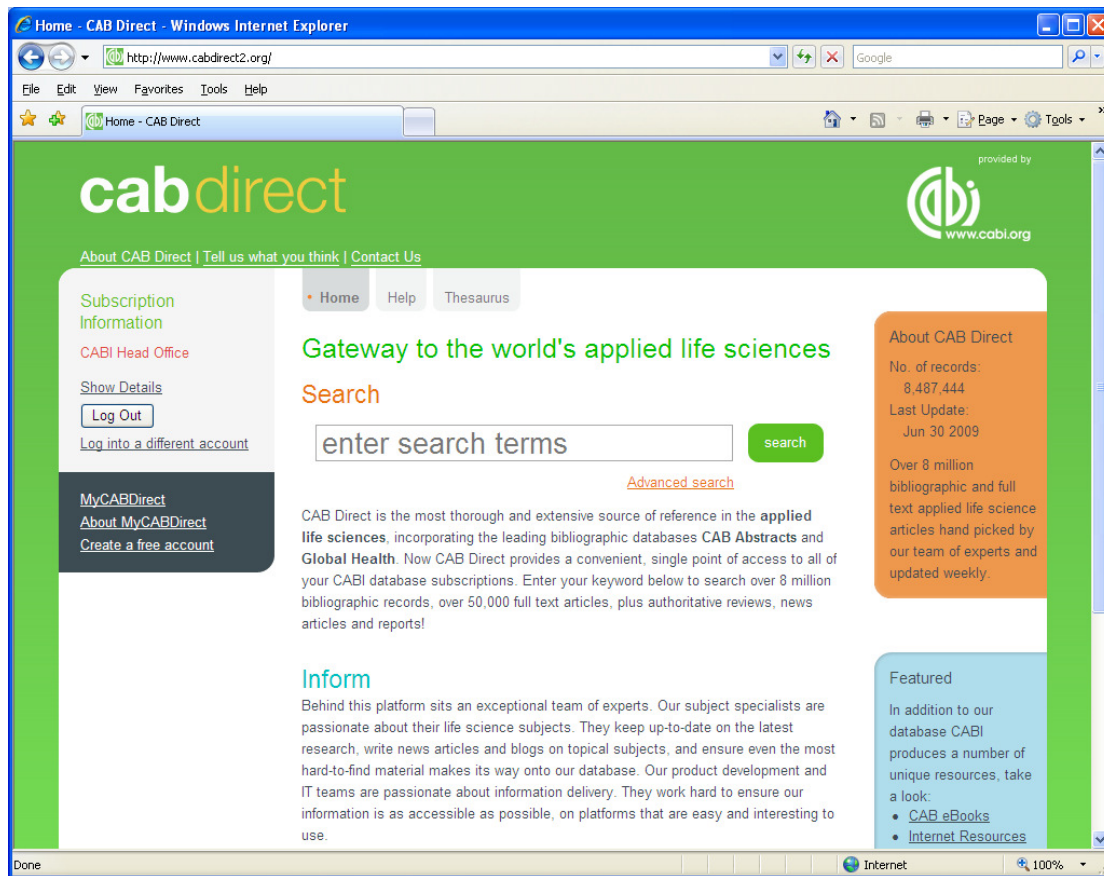 Home - CAB Direct - Windows Internet Explorer
http://www.cabdirect2.org/
Google
File Edit View Favorites Tools Help
Home - CAB Direct
Page Tools »
cabdirect
provided by
cabi
www.cabi.org
About CAB Direct | Tell us what you think | Contact Us
Subscription
Information
CABI Head Office
Show Details
Log Out
Log into a different account
MyCABDirect
About MyCABDirect
Create a free account
• Home Help Thesaurus
Gateway to the world's applied life sciences
Search
enter search terms
search
Advanced search
CAB Direct is the most thorough and extensive source of reference in the applied
life sciences, incorporating the leading bibliographic databases CAB Abstracts and
Global Health. Now CAB Direct provides a convenient, single point of access to all of
your CABI database subscriptions. Enter your keyword below to search over 8 million
bibliographic records, over 50,000 full text articles, plus authoritative reviews, news
articles and reports!
Inform
Behind this platform sits an exceptional team of experts. Our subject specialists are
passionate about their life science subjects. They keep up-to-date on the latest
research, write news articles and blogs on topical subjects, and ensure even the most
hard-to-find material makes its way onto our database. Our product development and
IT teams are passionate about information delivery. They work hard to ensure our
information is as accessible as possible, on platforms that are easy and interesting to
use.
About CAB Direct
No. of records:
8,487,444
Last Update:
Jun 30 2009
Over 8 million
bibliographic and full
text applied life science
articles hand picked by
our team of experts and
updated weekly.
Featured
In addition to our
database CABI
produces a number of
unique resources, take
a look:
• CAB eBooks
• Internet Resources
Done
Internet
100%